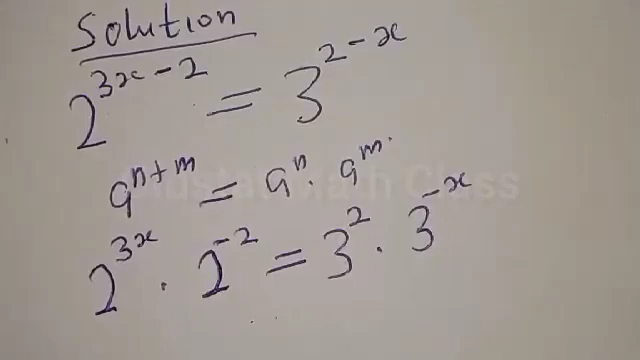 Solution
2^{3x-2} = 3^{2-x}
a^{n+m} = a^n . a^m.
2^{3x} . 2^{-2} = 3^2 . 3^{-x}